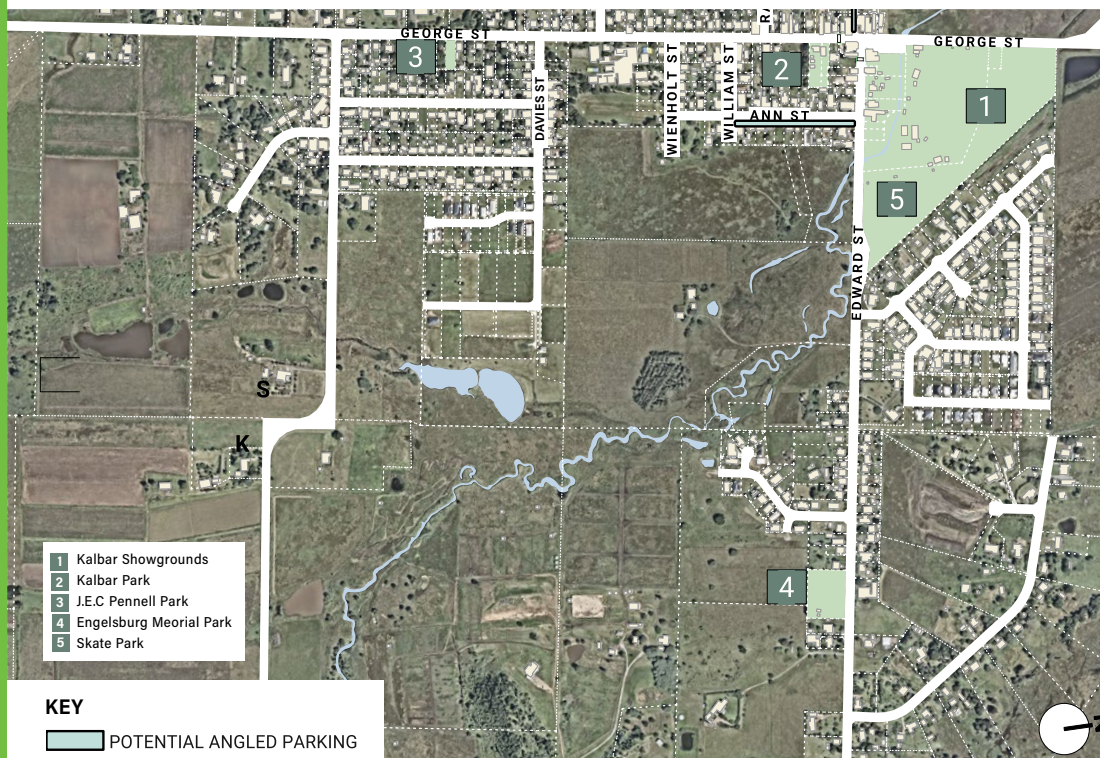 GEORGE ST
GEORGE ST
3
2
1
DAVIES ST
WENHOLT ST
WILLIAM ST
ANN ST
5
EDWARD ST
S
K
4
1 Kalbar Showgrounds
2 Kalbar Park
3 J.E.C Pennell Park
4 Engelsburg Meorial Park
5 Skate Park
KEY
POTENTIAL ANGLED PARKING